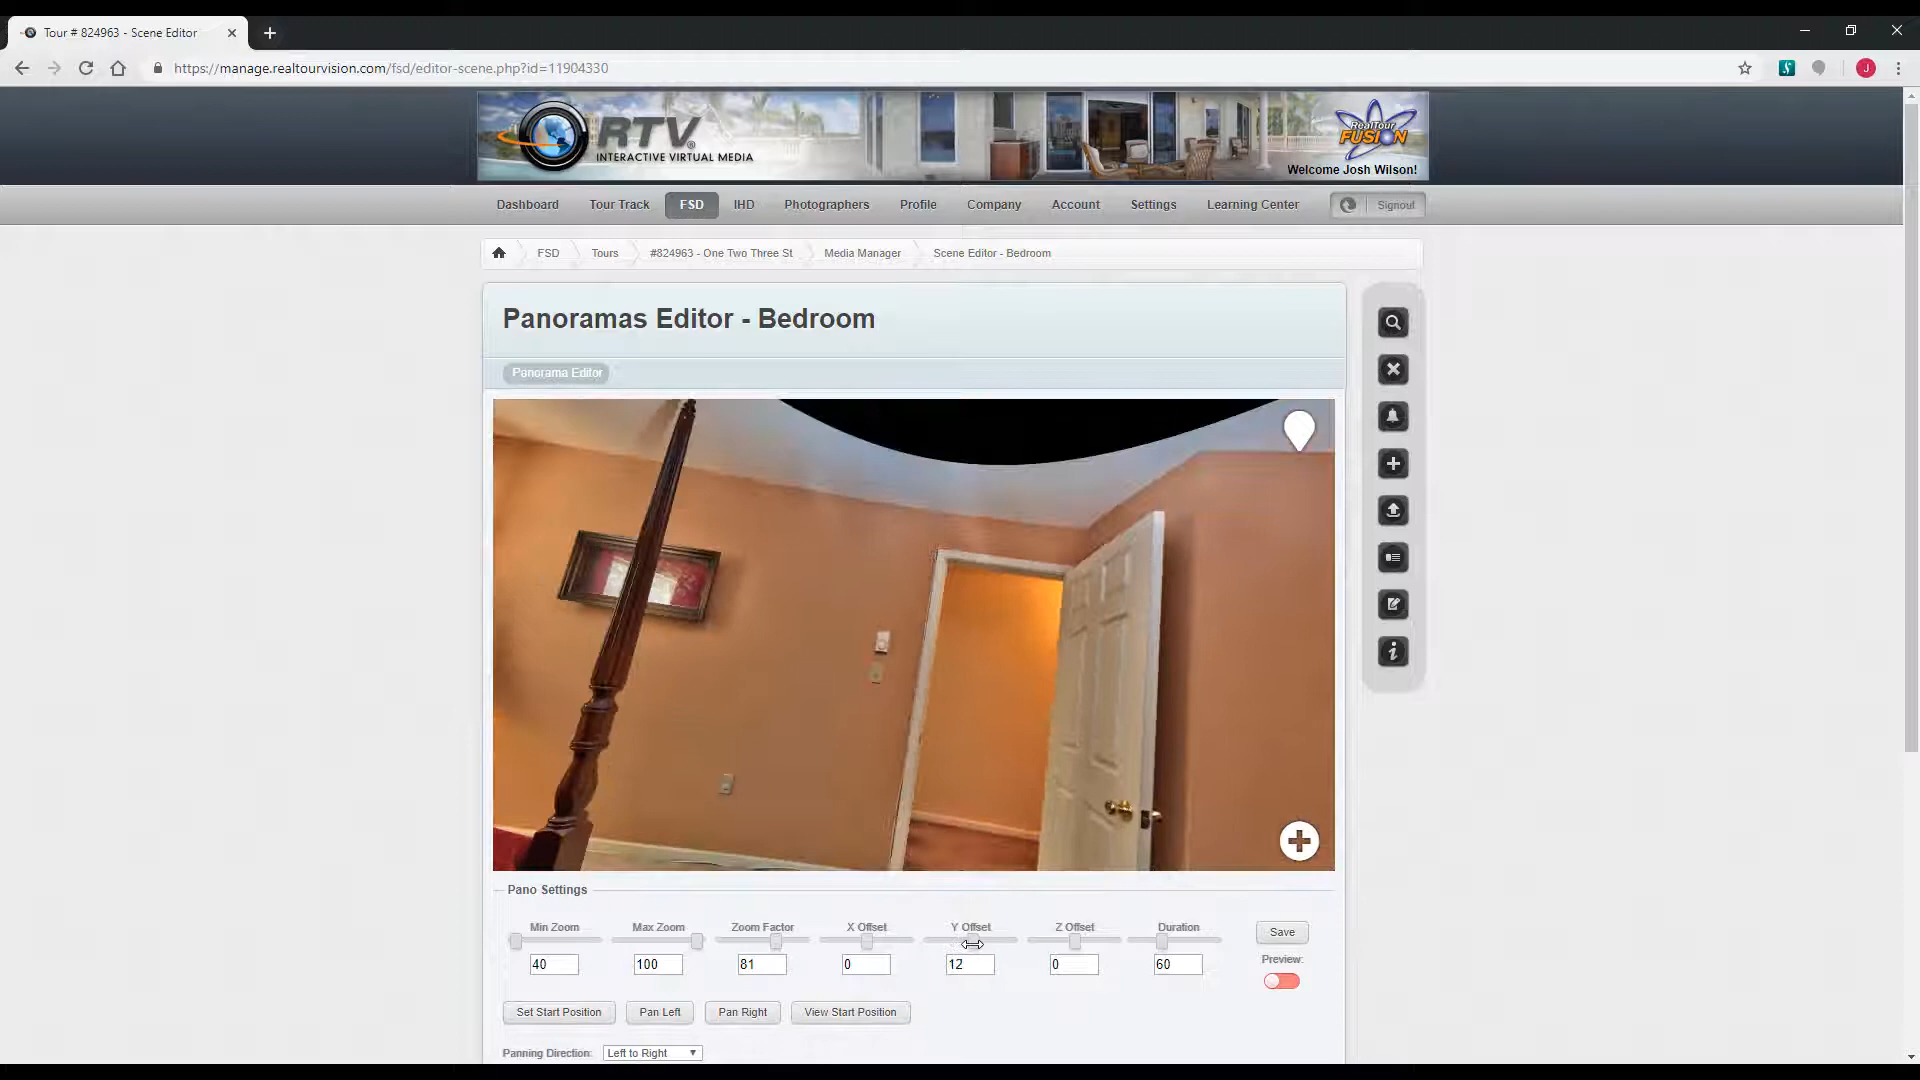 Tour # 824963 - Scene Editor
https://manage.realtourvision.com/fsd/editor-scene.php?id=11904330
J
RTV®
INTERACTIVE VIRTUAL MEDIA
RealTour
FUSION
Welcome Josh Wilson!
Dashboard Tour Track FSD IHD Photographers Profile Company Account Settings Learning Center Signout
FSD Tours #824963 - One Two Three St Media Manager Scene Editor - Bedroom
Panoramas Editor - Bedroom
Panorama Editor
Pano Settings
Min Zoom Max Zoom Zoom Factor X Offset Y Offset Z Offset Duration Save
40 100 81 0 12 0 60
Preview:
Set Start Position Pan Left Pan Right View Start Position
Panning Direction: Left to Right